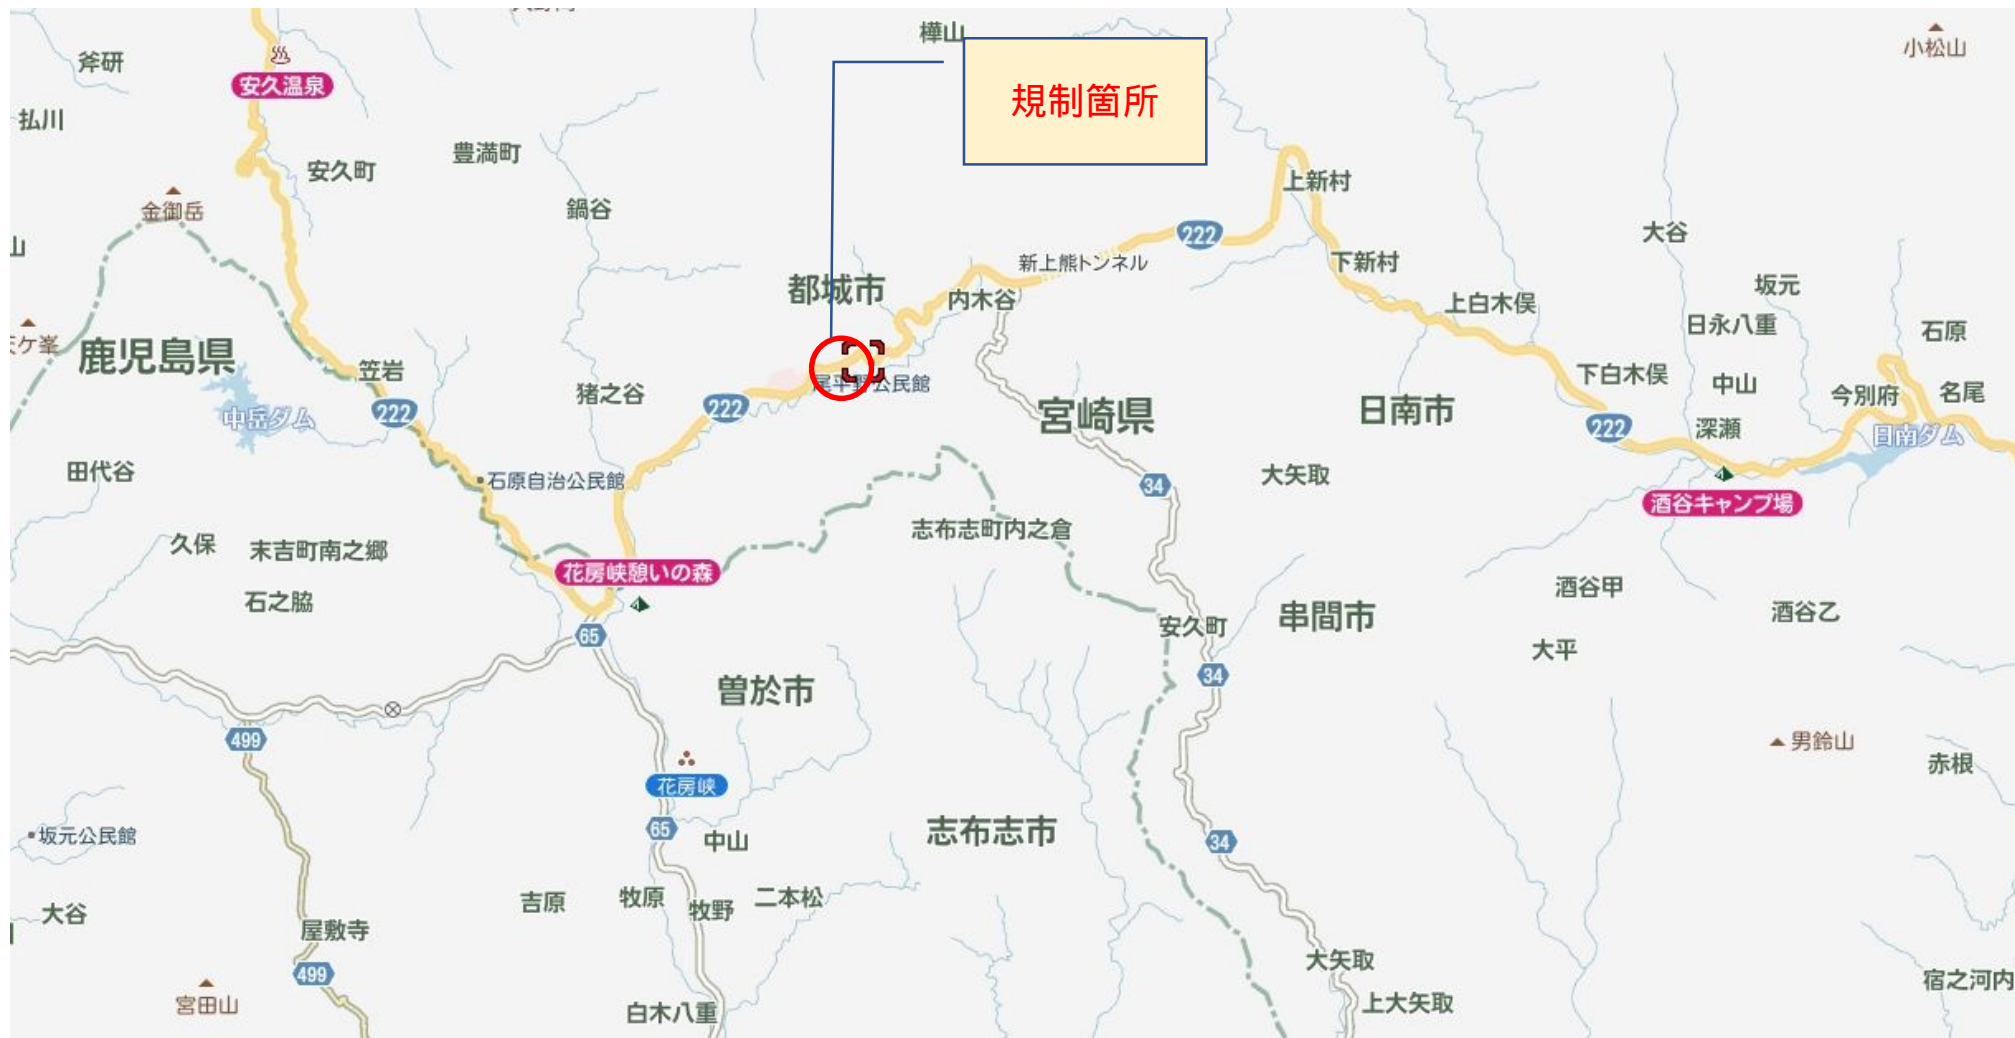 樺山
小松山
斧研
安久温泉
規制箇所
払川
豊満町
安久町
上新村
金御岳
鍋谷
222
大谷
山
新上熊トンネル
下新村
都城市
坂元
内木谷
上白木俣
日永八重
石原
ケ峯
鹿児島県
笠岩
尾平野公民館
下白木俣
中山
猪之谷
今別府
名尾
222
222
宮崎県
日南市
中岳ダム
222
深瀬
日南ダム
田代谷
石原自治公民館
34
大矢取
酒谷キャンプ場
久保
末吉町南之郷
志布志町内之倉
花房峡憩いの森
石之脇
酒谷甲
酒谷乙
65
安久町
串間市
大平
34
曽於市
499
男鈴山
赤根
花房峡
坂元公民館
65
中山
志布志市
34
大谷
吉原
牧原
牧野
二本松
屋敷寺
499
大矢取
宿之河内
宮田山
白木八重
上大矢取